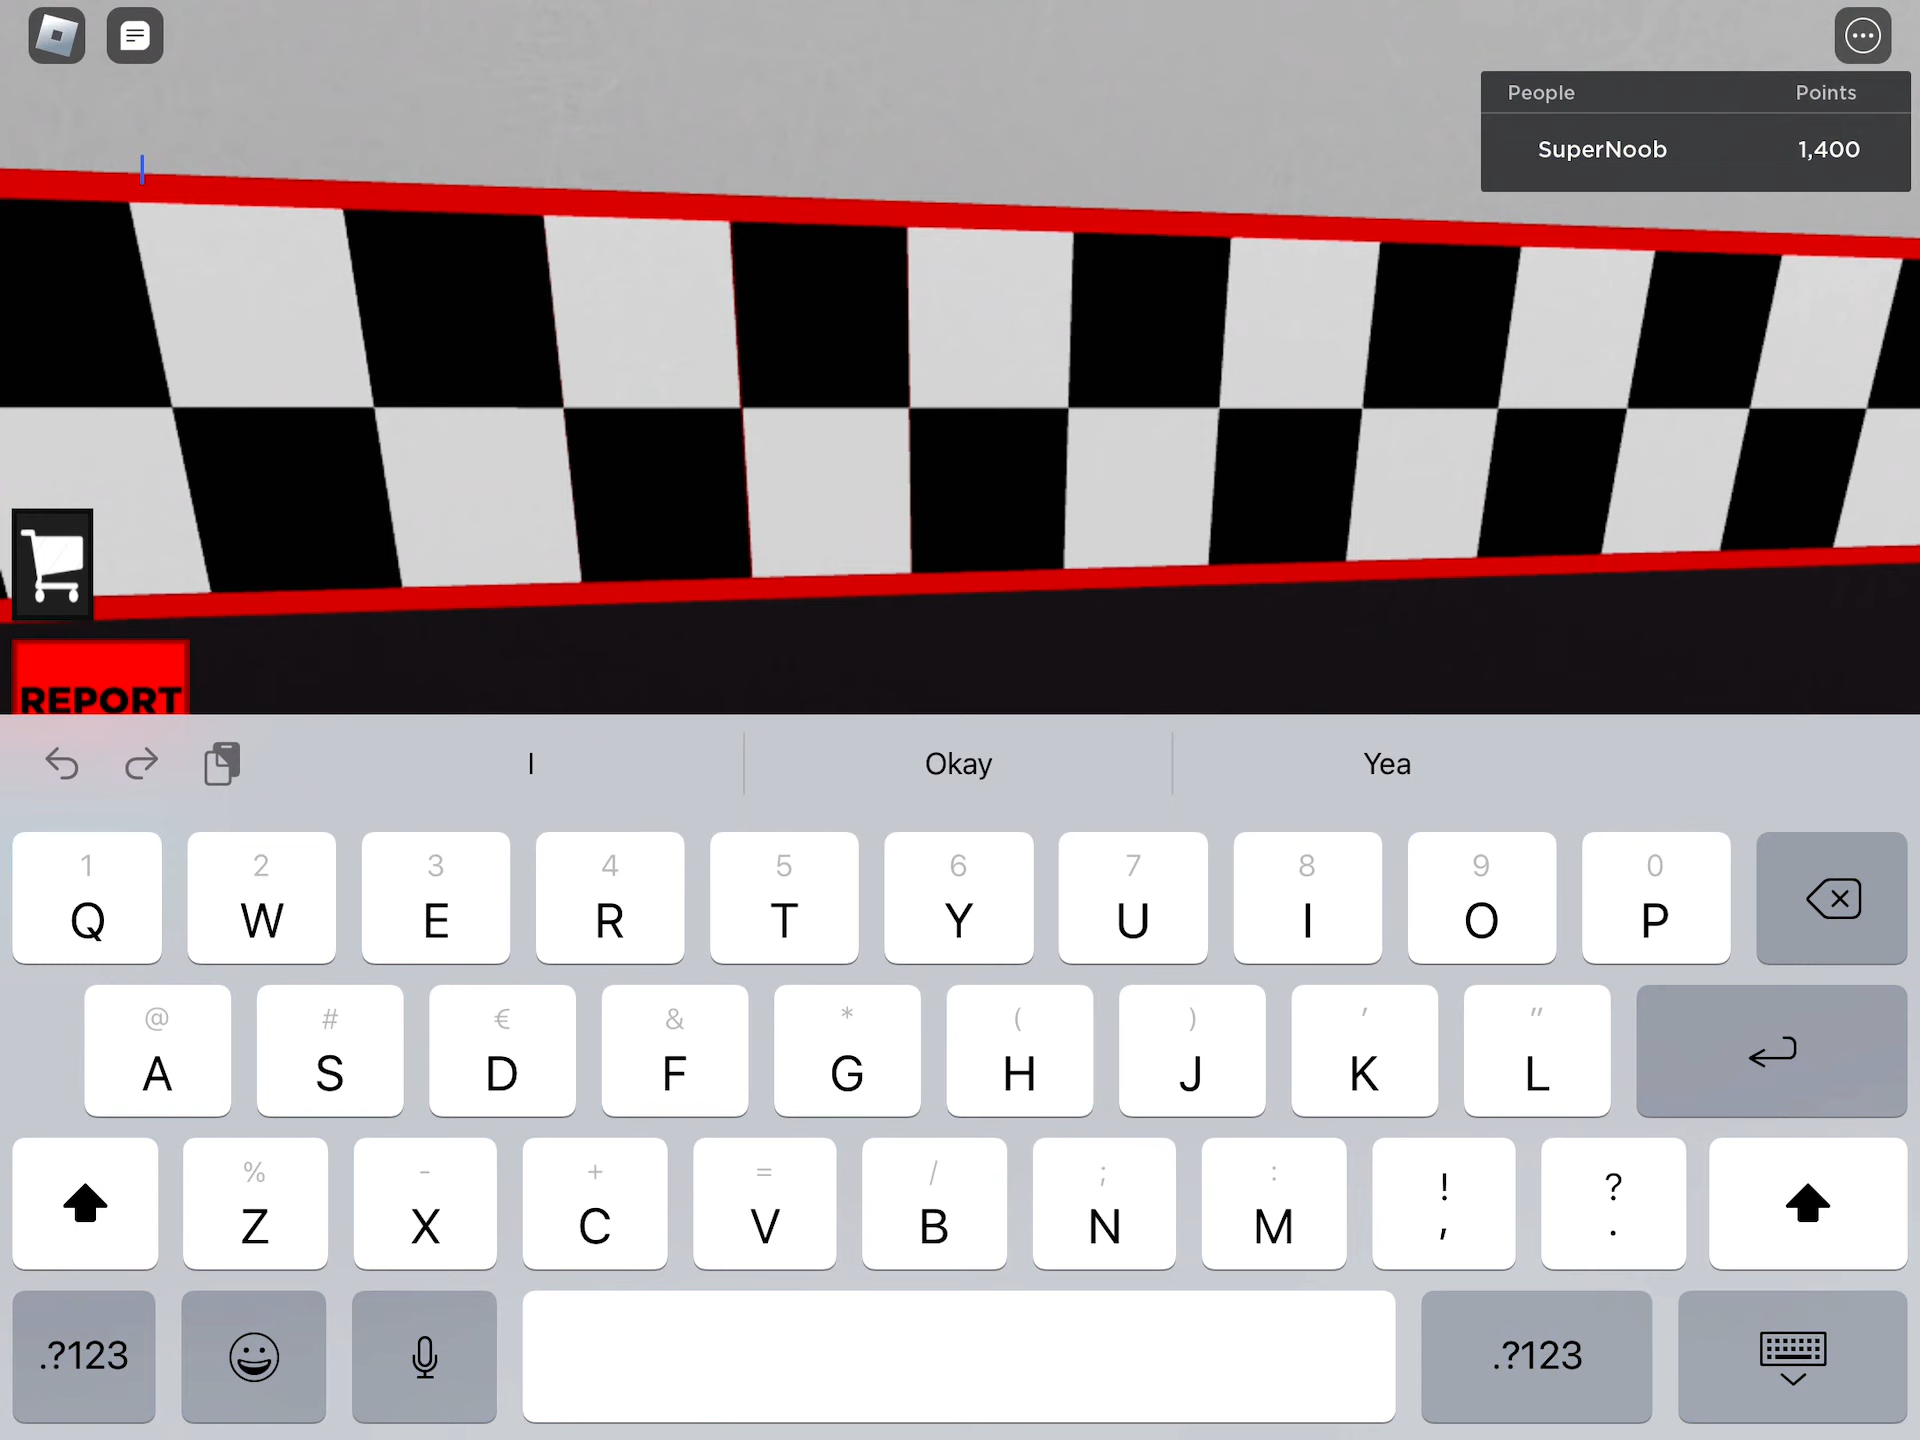 People Points
SuperNoob 1,400
REPORT
I Okay Yea
1 2 3 4 5 6 7 8 9 0
Q W E R T Y U I O P
@ # € & * ( ) ' "
A S D F G H J K L
% - + = / ; : ! ?
Z X C V B N M , .
.?123 .?123